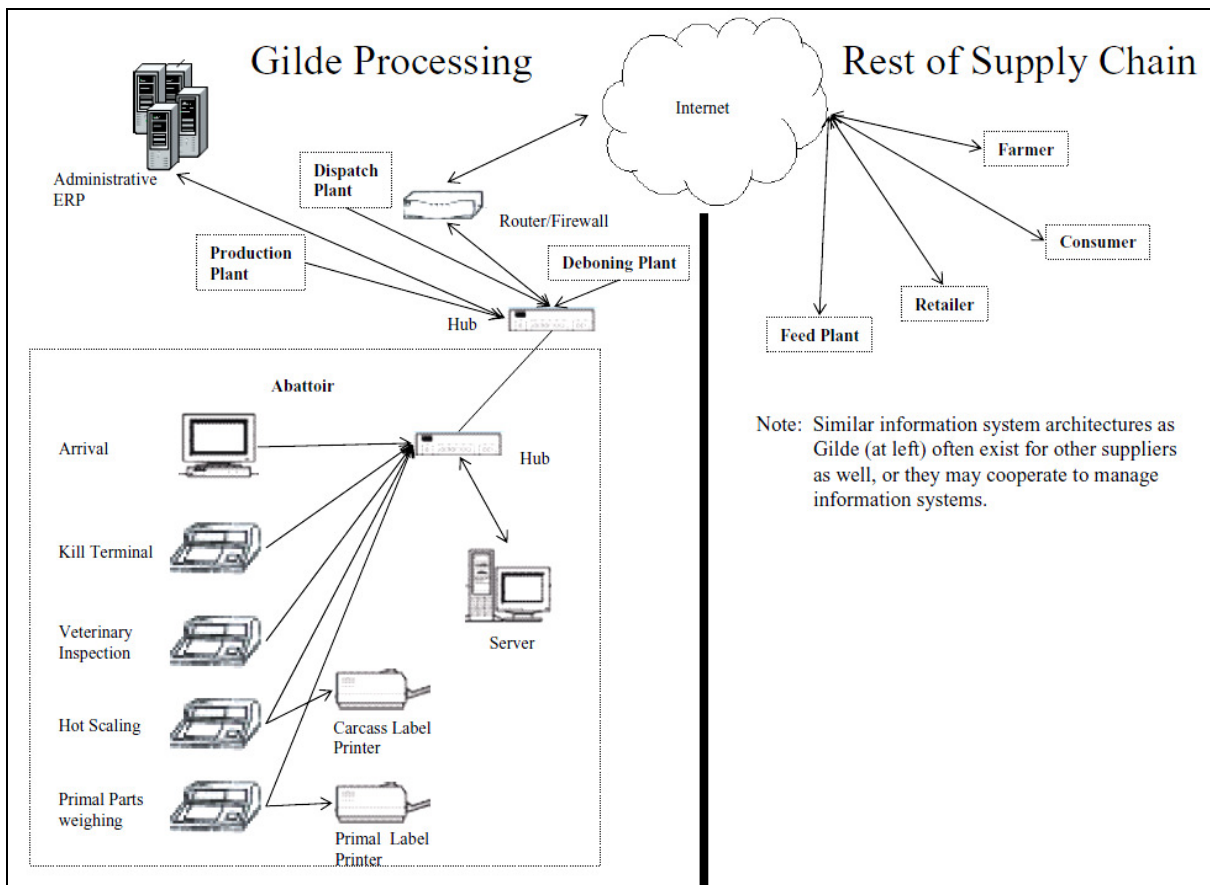 Gilde Processing
Rest of Supply Chain
Internet
Administrative
ERP
Dispatch
Plant
Router/Firewall
Production
Plant
Deboning Plant
Hub
Farmer
Consumer
Retailer
Feed Plant
Abattoir
Arrival
Hub
Kill Terminal
Server
Veterinary
Inspection
Hot Scaling
Carcass Label
Printer
Primal Parts
weighing
Primal Label
Printer
Note: Similar information system architectures as
Gilde (at left) often exist for other suppliers
as well, or they may cooperate to manage
information systems.